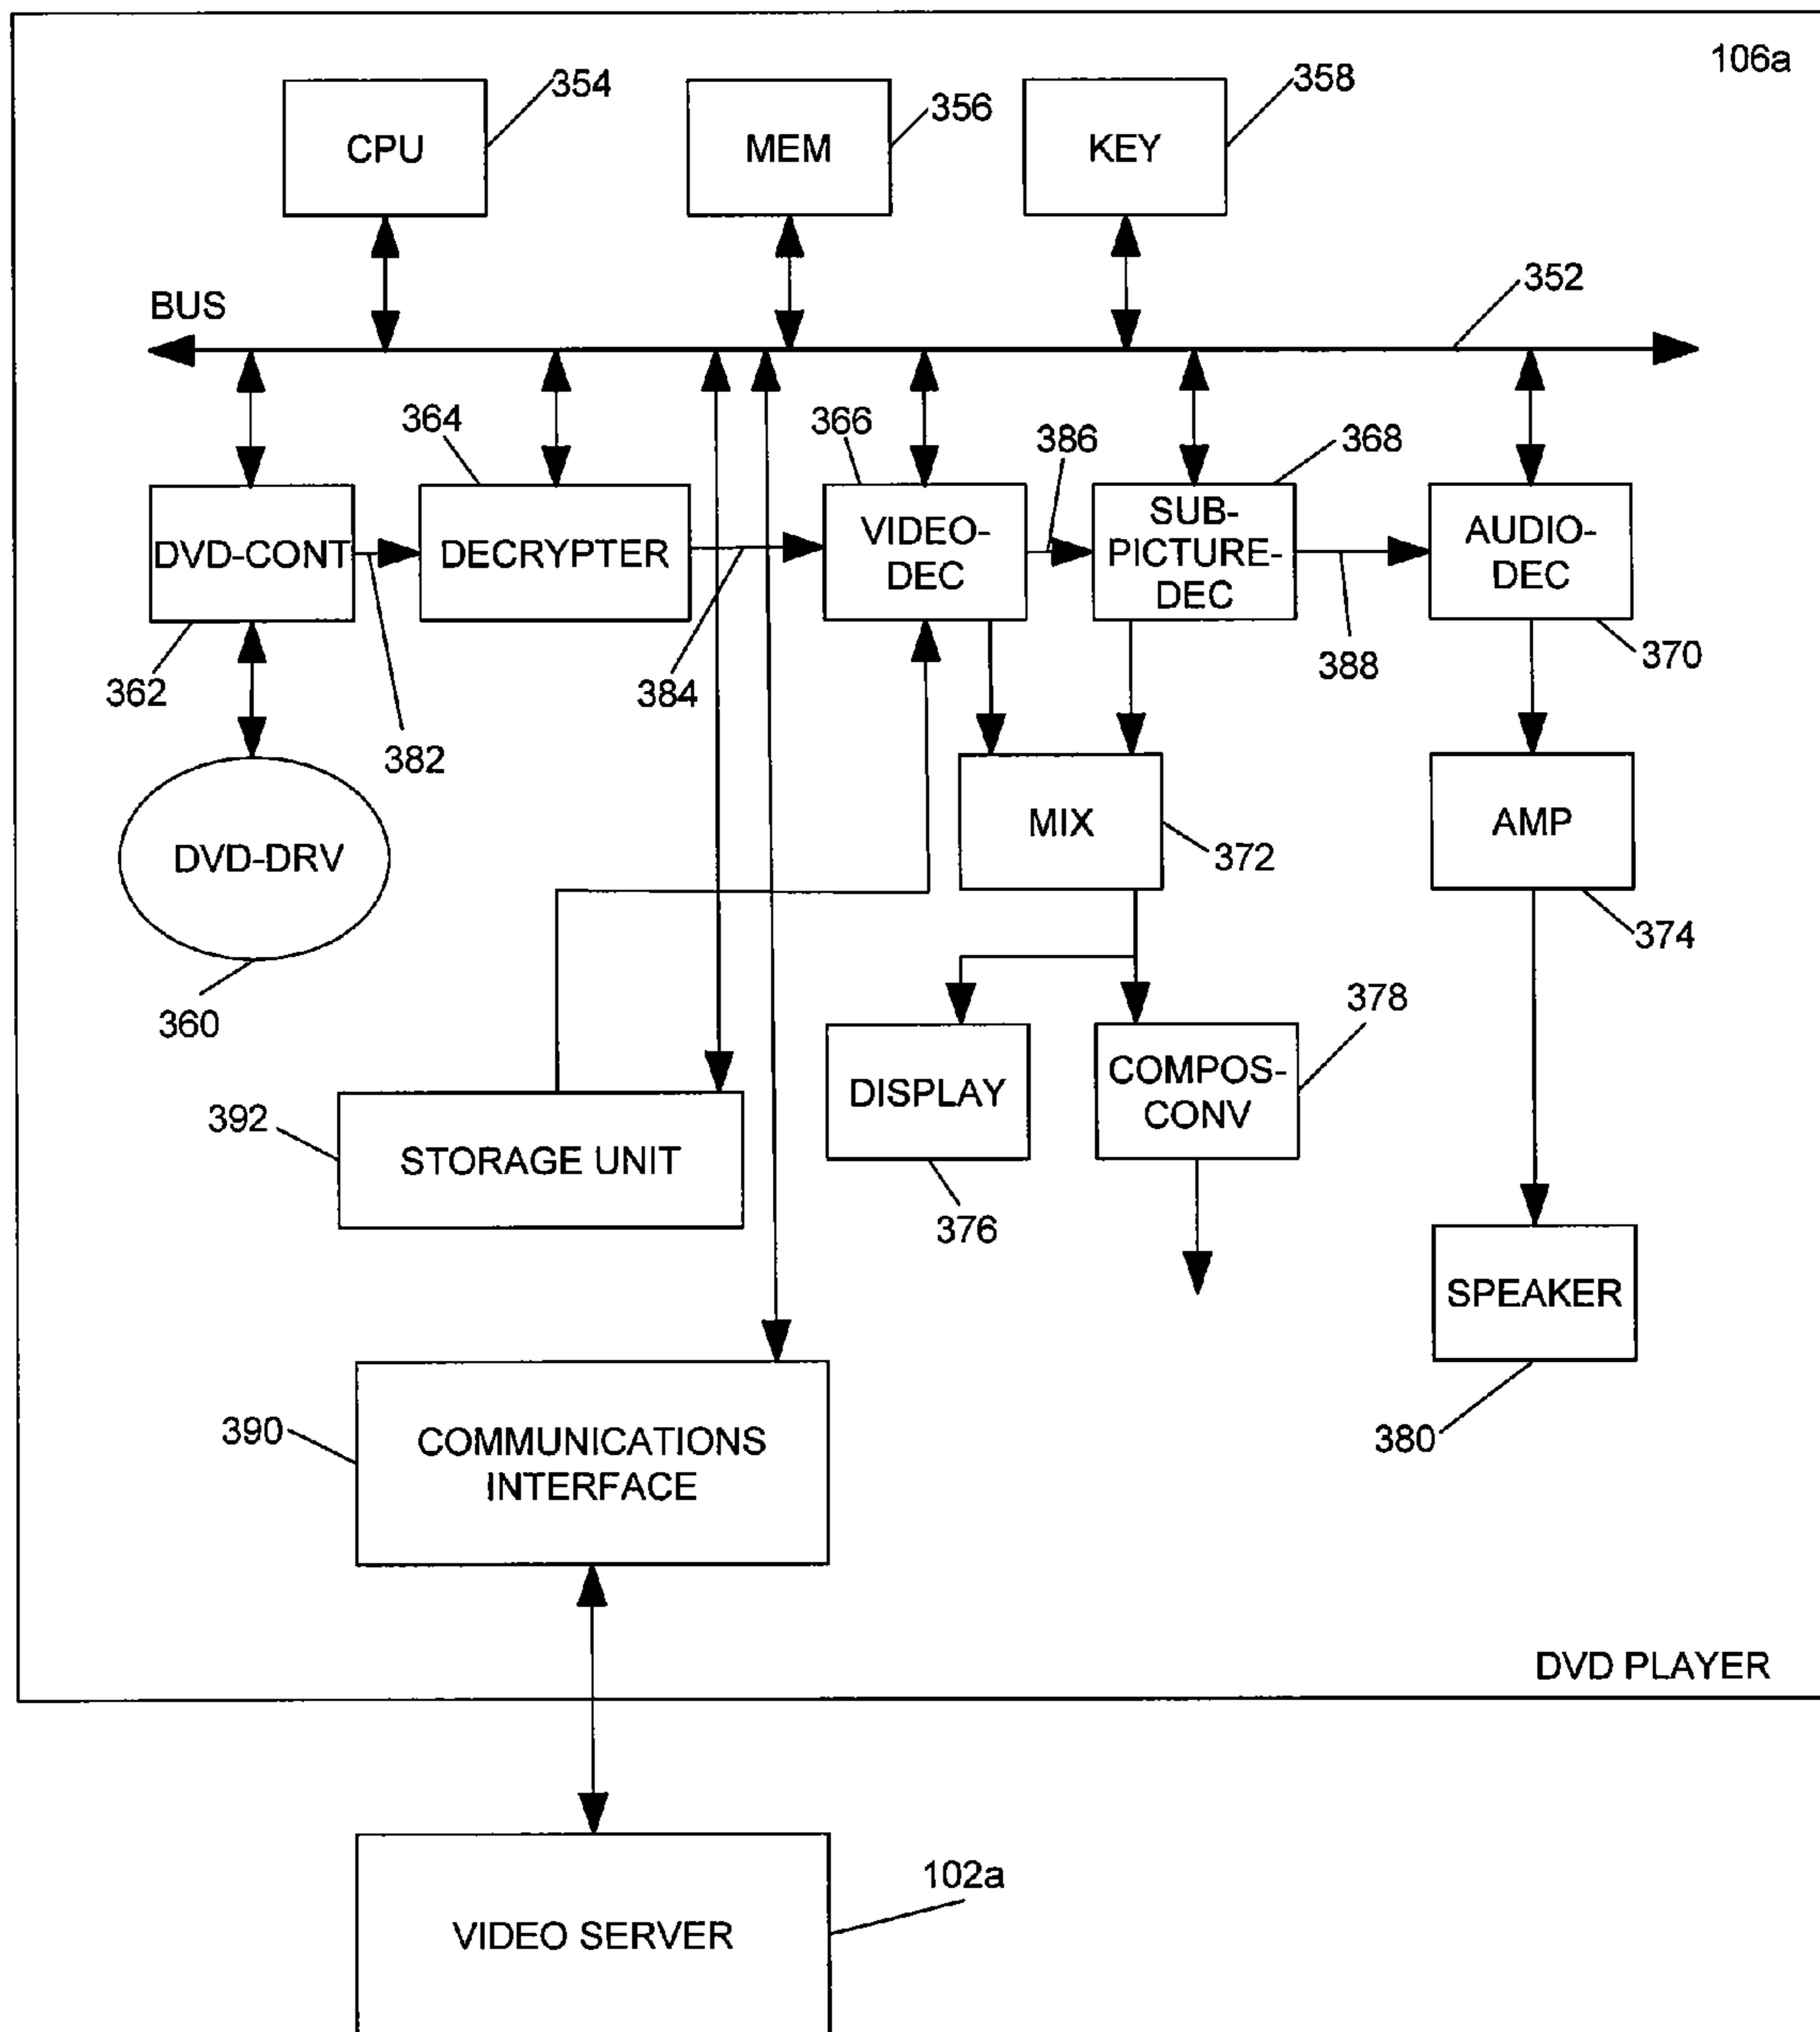 106a
354
356
358
CPU
MEM
KEY
352
BUS
364
366
386
368
DVD-CONT
DECRYPTER
VIDEO-
DEC
SUB-
PICTURE-
DEC
AUDIO-
DEC
362
382
384
388
370
DVD-DRV
MIX
372
AMP
374
360
378
DISPLAY
COMPOS-
CONV
392
STORAGE UNIT
376
SPEAKER
390
COMMUNICATIONS
INTERFACE
380
DVD PLAYER
102a
VIDEO SERVER